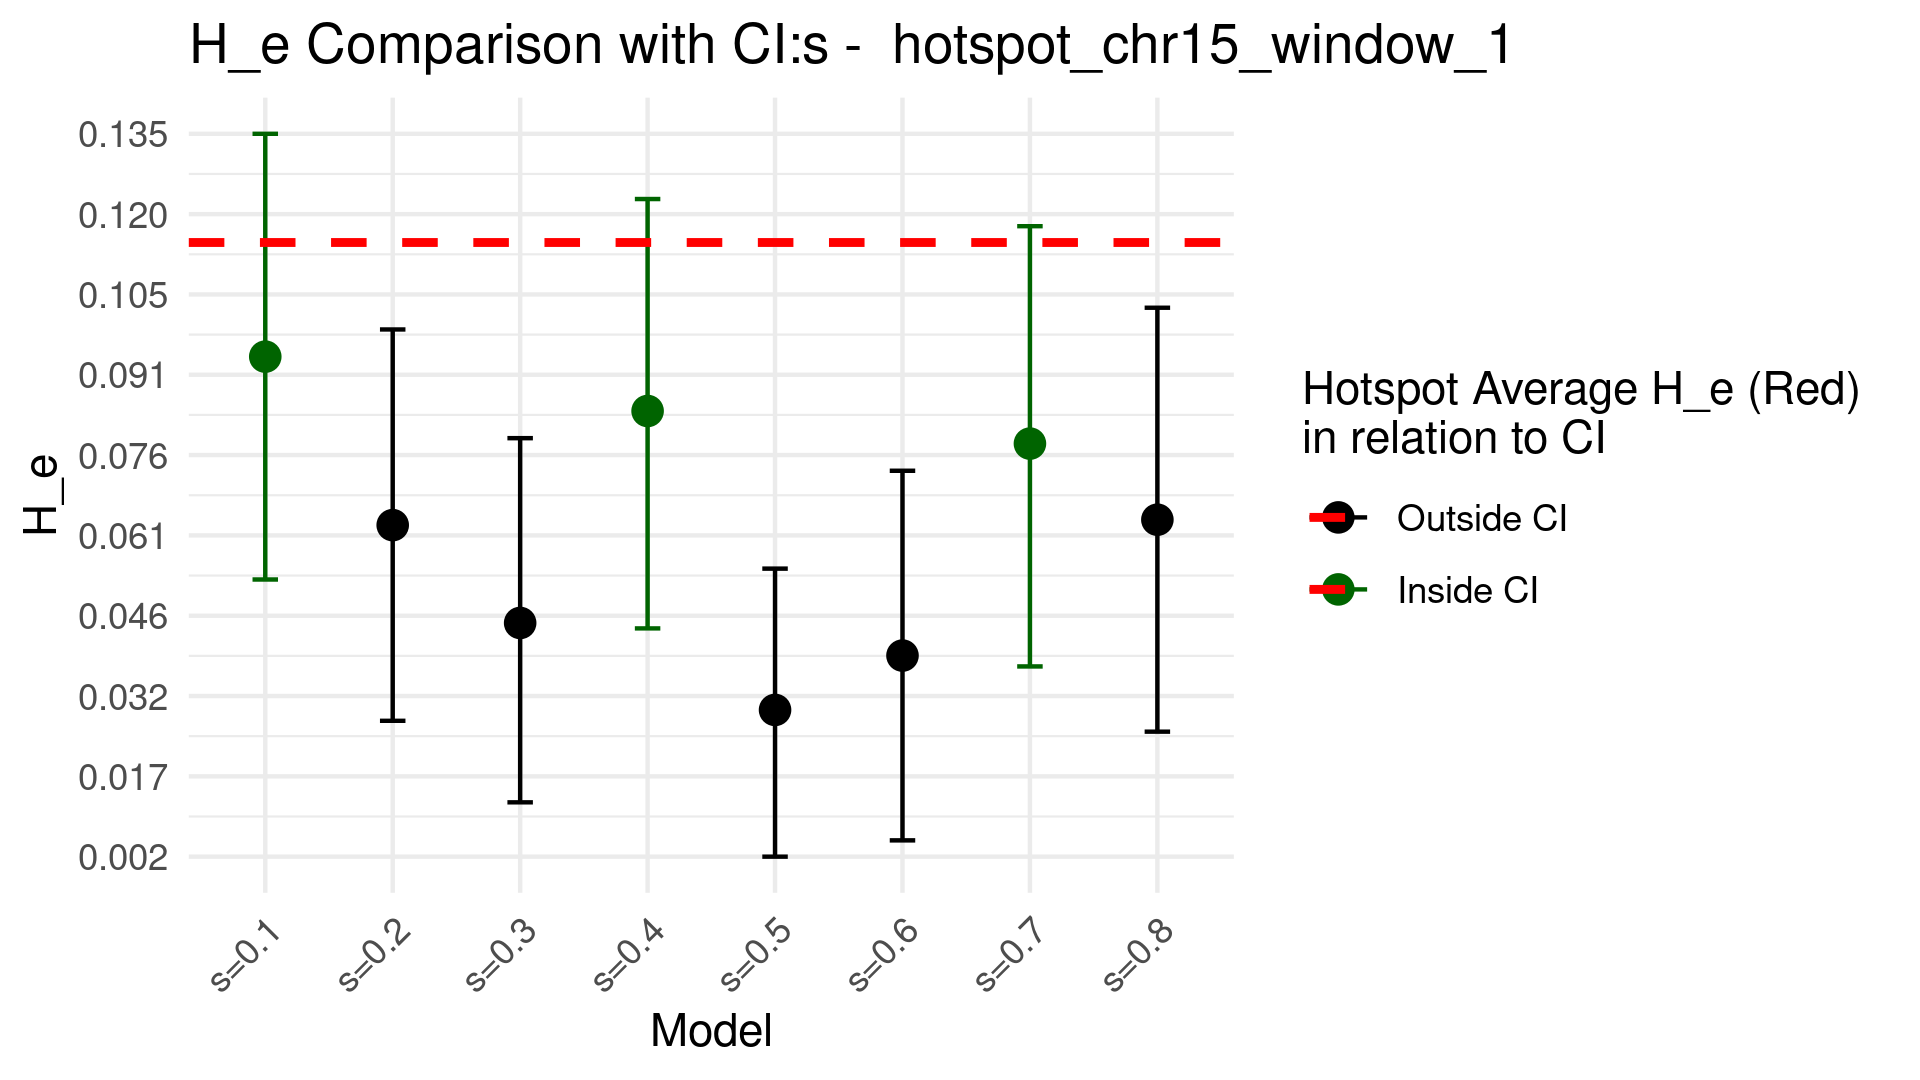 H_e Comparison with CI:s -  hotspot_chr15_window_1
0.135
0.120
0.105
0.091
0.076
0.061
0.046
0.032
0.017
0.002
H_e
s=0.1
s=0.2
s=0.3
s=0.4
s=0.5
s=0.6
s=0.7
s=0.8
Model
Hotspot Average H_e (Red)
in relation to CI
Outside CI
Inside CI